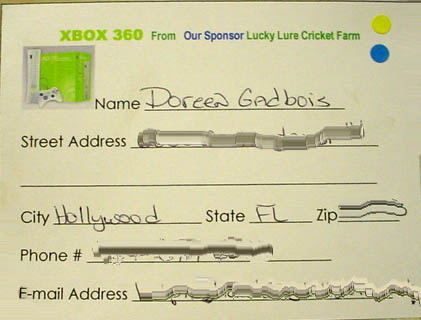 XBOX 360 From Our Sponsor Lucky Lure Cricket Farm
Name Doreen Gadbois
Street Address
City Hollywood State FL Zip
Phone #
E-mail Address